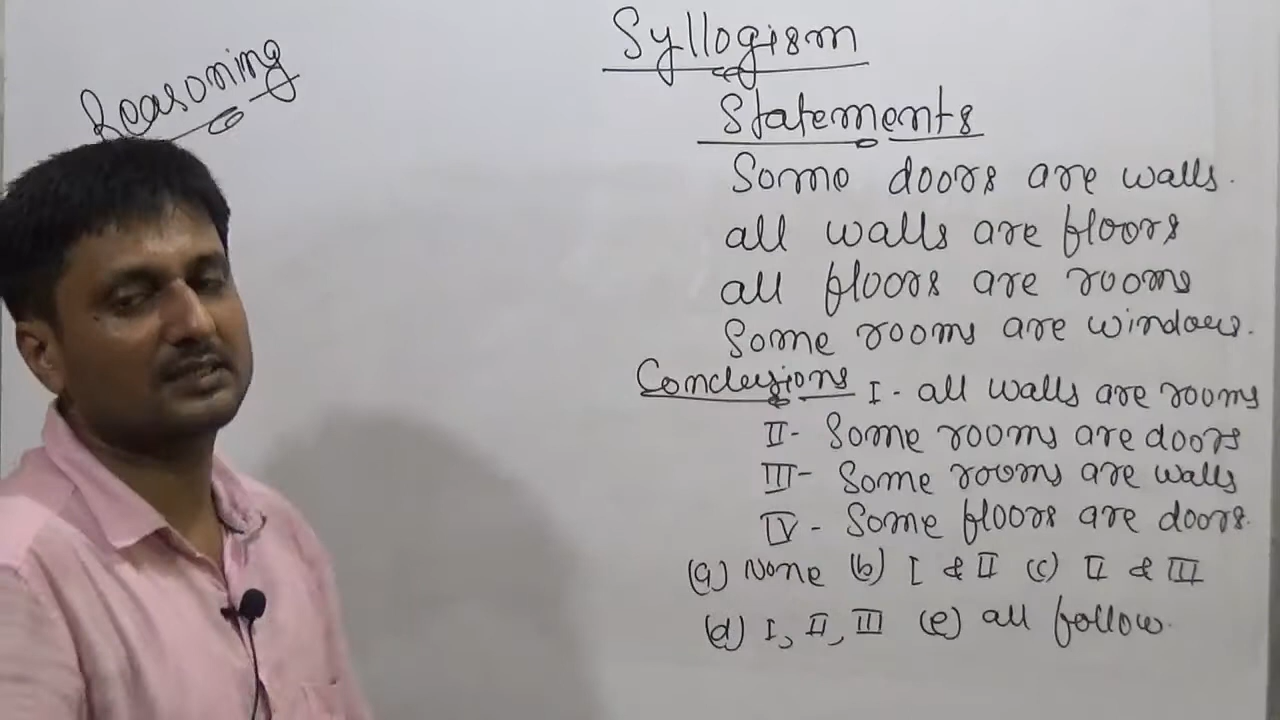 Reasoning
Syllogism
Statements
Some doors are walls.
all walls are floors
all floors are rooms
Some rooms are windows.
Conclusions I - all walls are rooms
II- Some rooms are doors
III- Some rooms are walls
IV - Some floors are doors.
(a) None (b) I & II (c) II & III
(d) I, II, III (e) all follow.